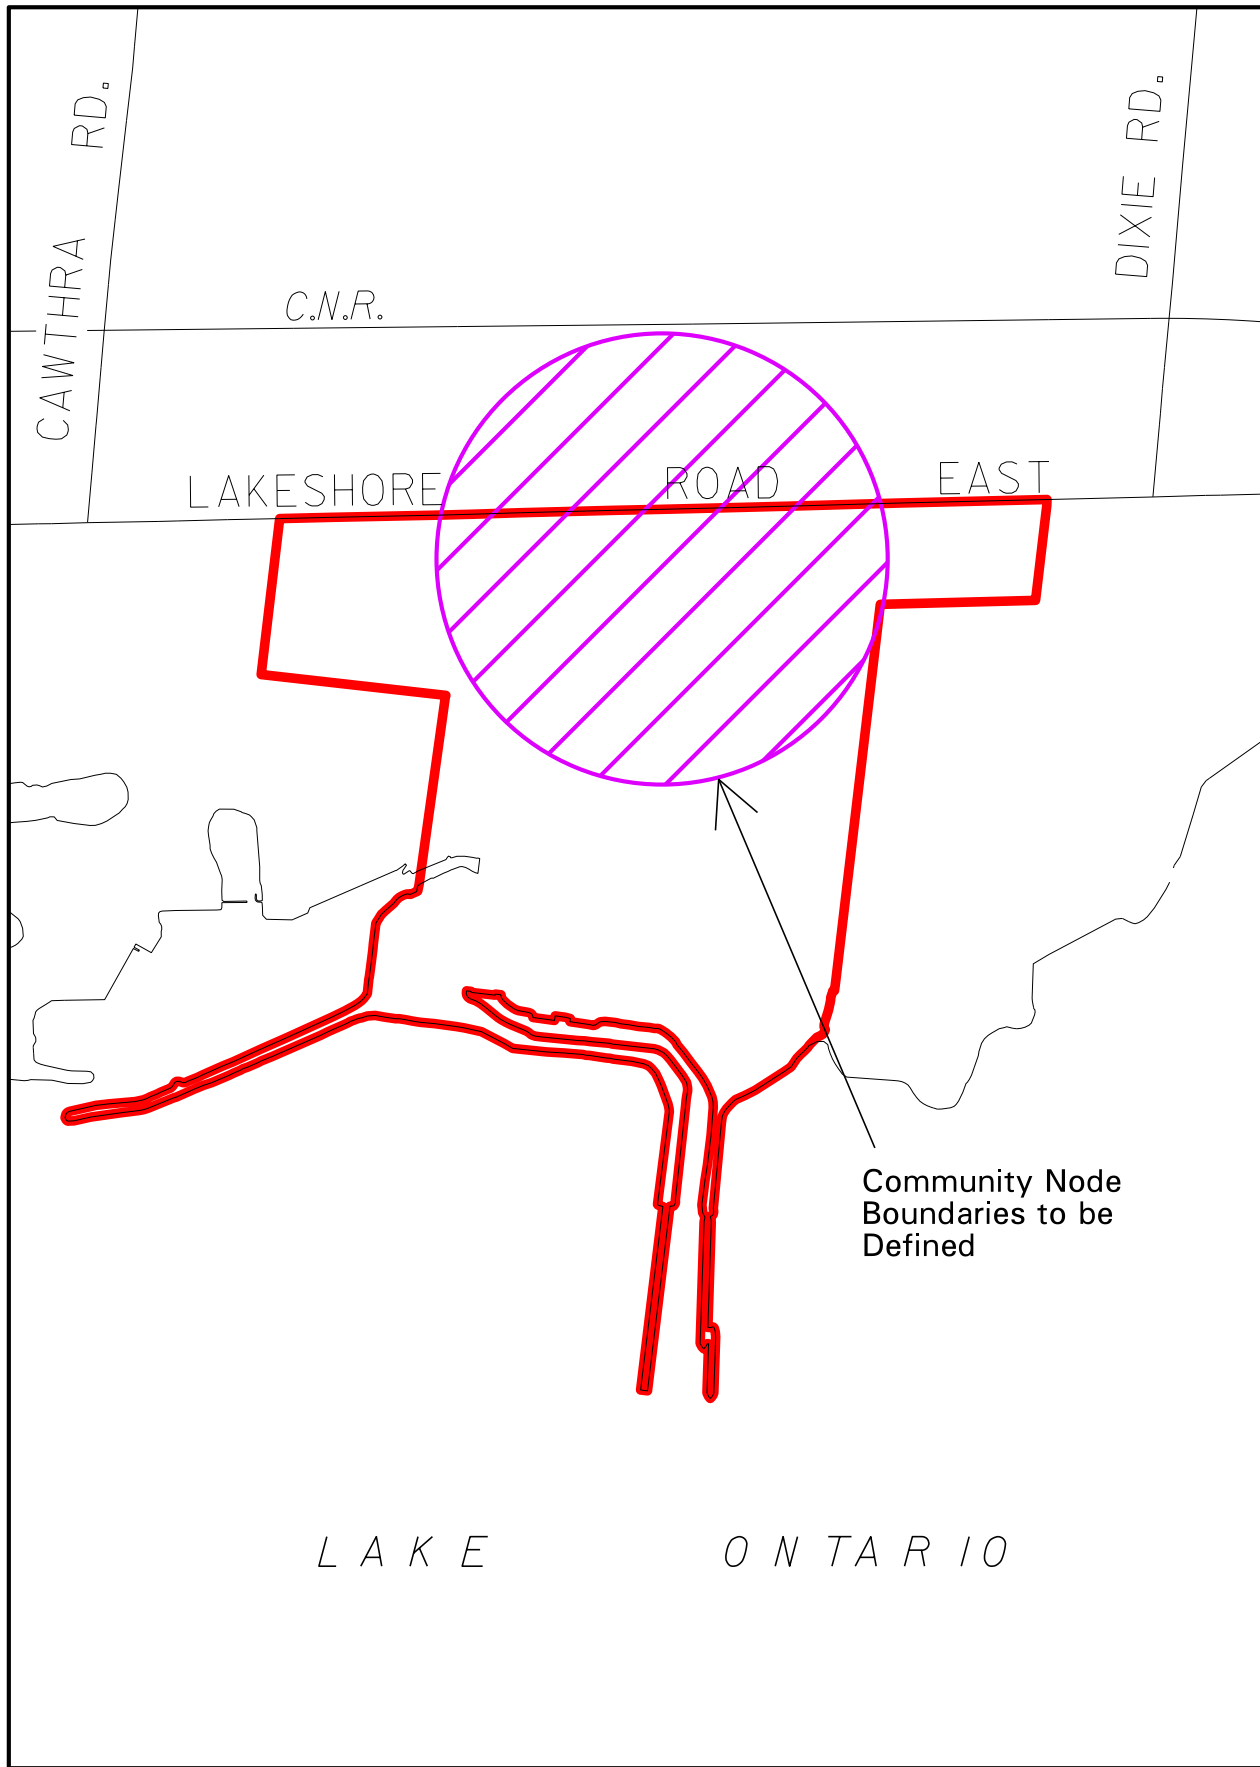 CAWTHRA RD.
DIXIE RD.
C.N.R.
LAKESHORE ROAD EAST
Community Node
Boundaries to be
Defined
LAKE ONTARIO